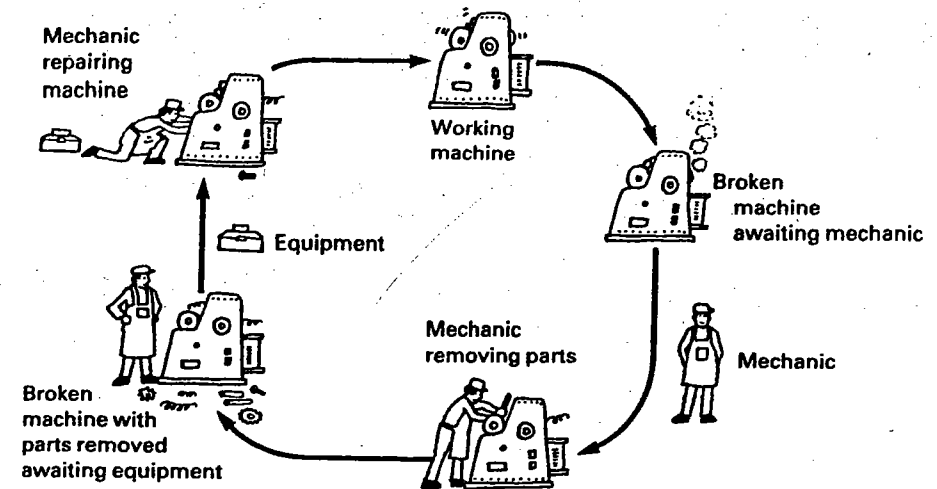 Mechanic
repairing
machine
Working
machine
Broken
machine
awaiting mechanic
Equipment
Mechanic
removing parts
Mechanic
Broken
machine with
parts removed
awaiting equipment